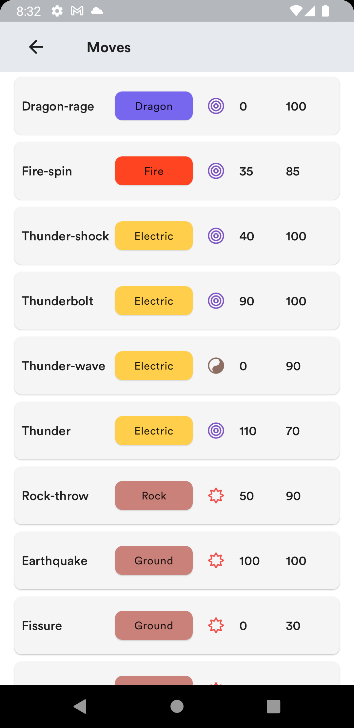 8:32
Moves
Dragon-rage Dragon 0 100
Fire-spin Fire 35 85
Thunder-shock Electric 40 100
Thunderbolt Electric 90 100
Thunder-wave Electric 0 90
Thunder Electric 110 70
Rock-throw Rock 50 90
Earthquake Ground 100 100
Fissure Ground 0 30